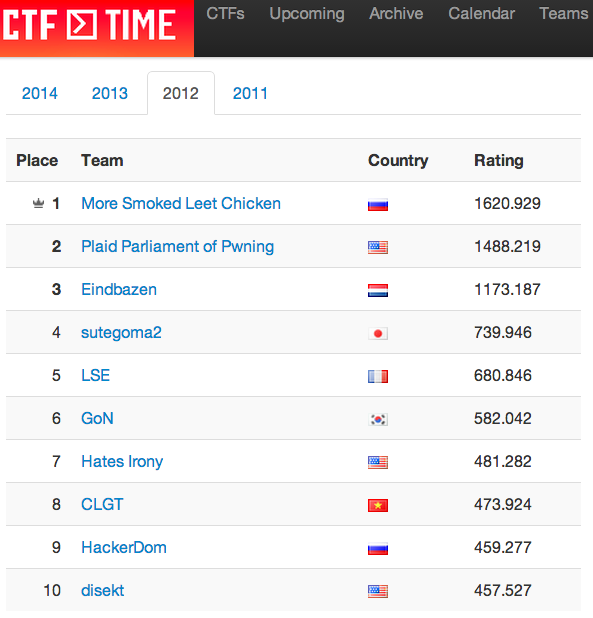 CTF TIME CTFs Upcoming Archive Calendar Teams
2014 2013 2012 2011
Place Team Country Rating
1 More Smoked Leet Chicken 1620.929
2 Plaid Parliament of Pwning 1488.219
3 Eindbazen 1173.187
4 sutegoma2 739.946
5 LSE 680.846
6 GoN 582.042
7 Hates Irony 481.282
8 CLGT 473.924
9 HackerDom 459.277
10 disekt 457.527